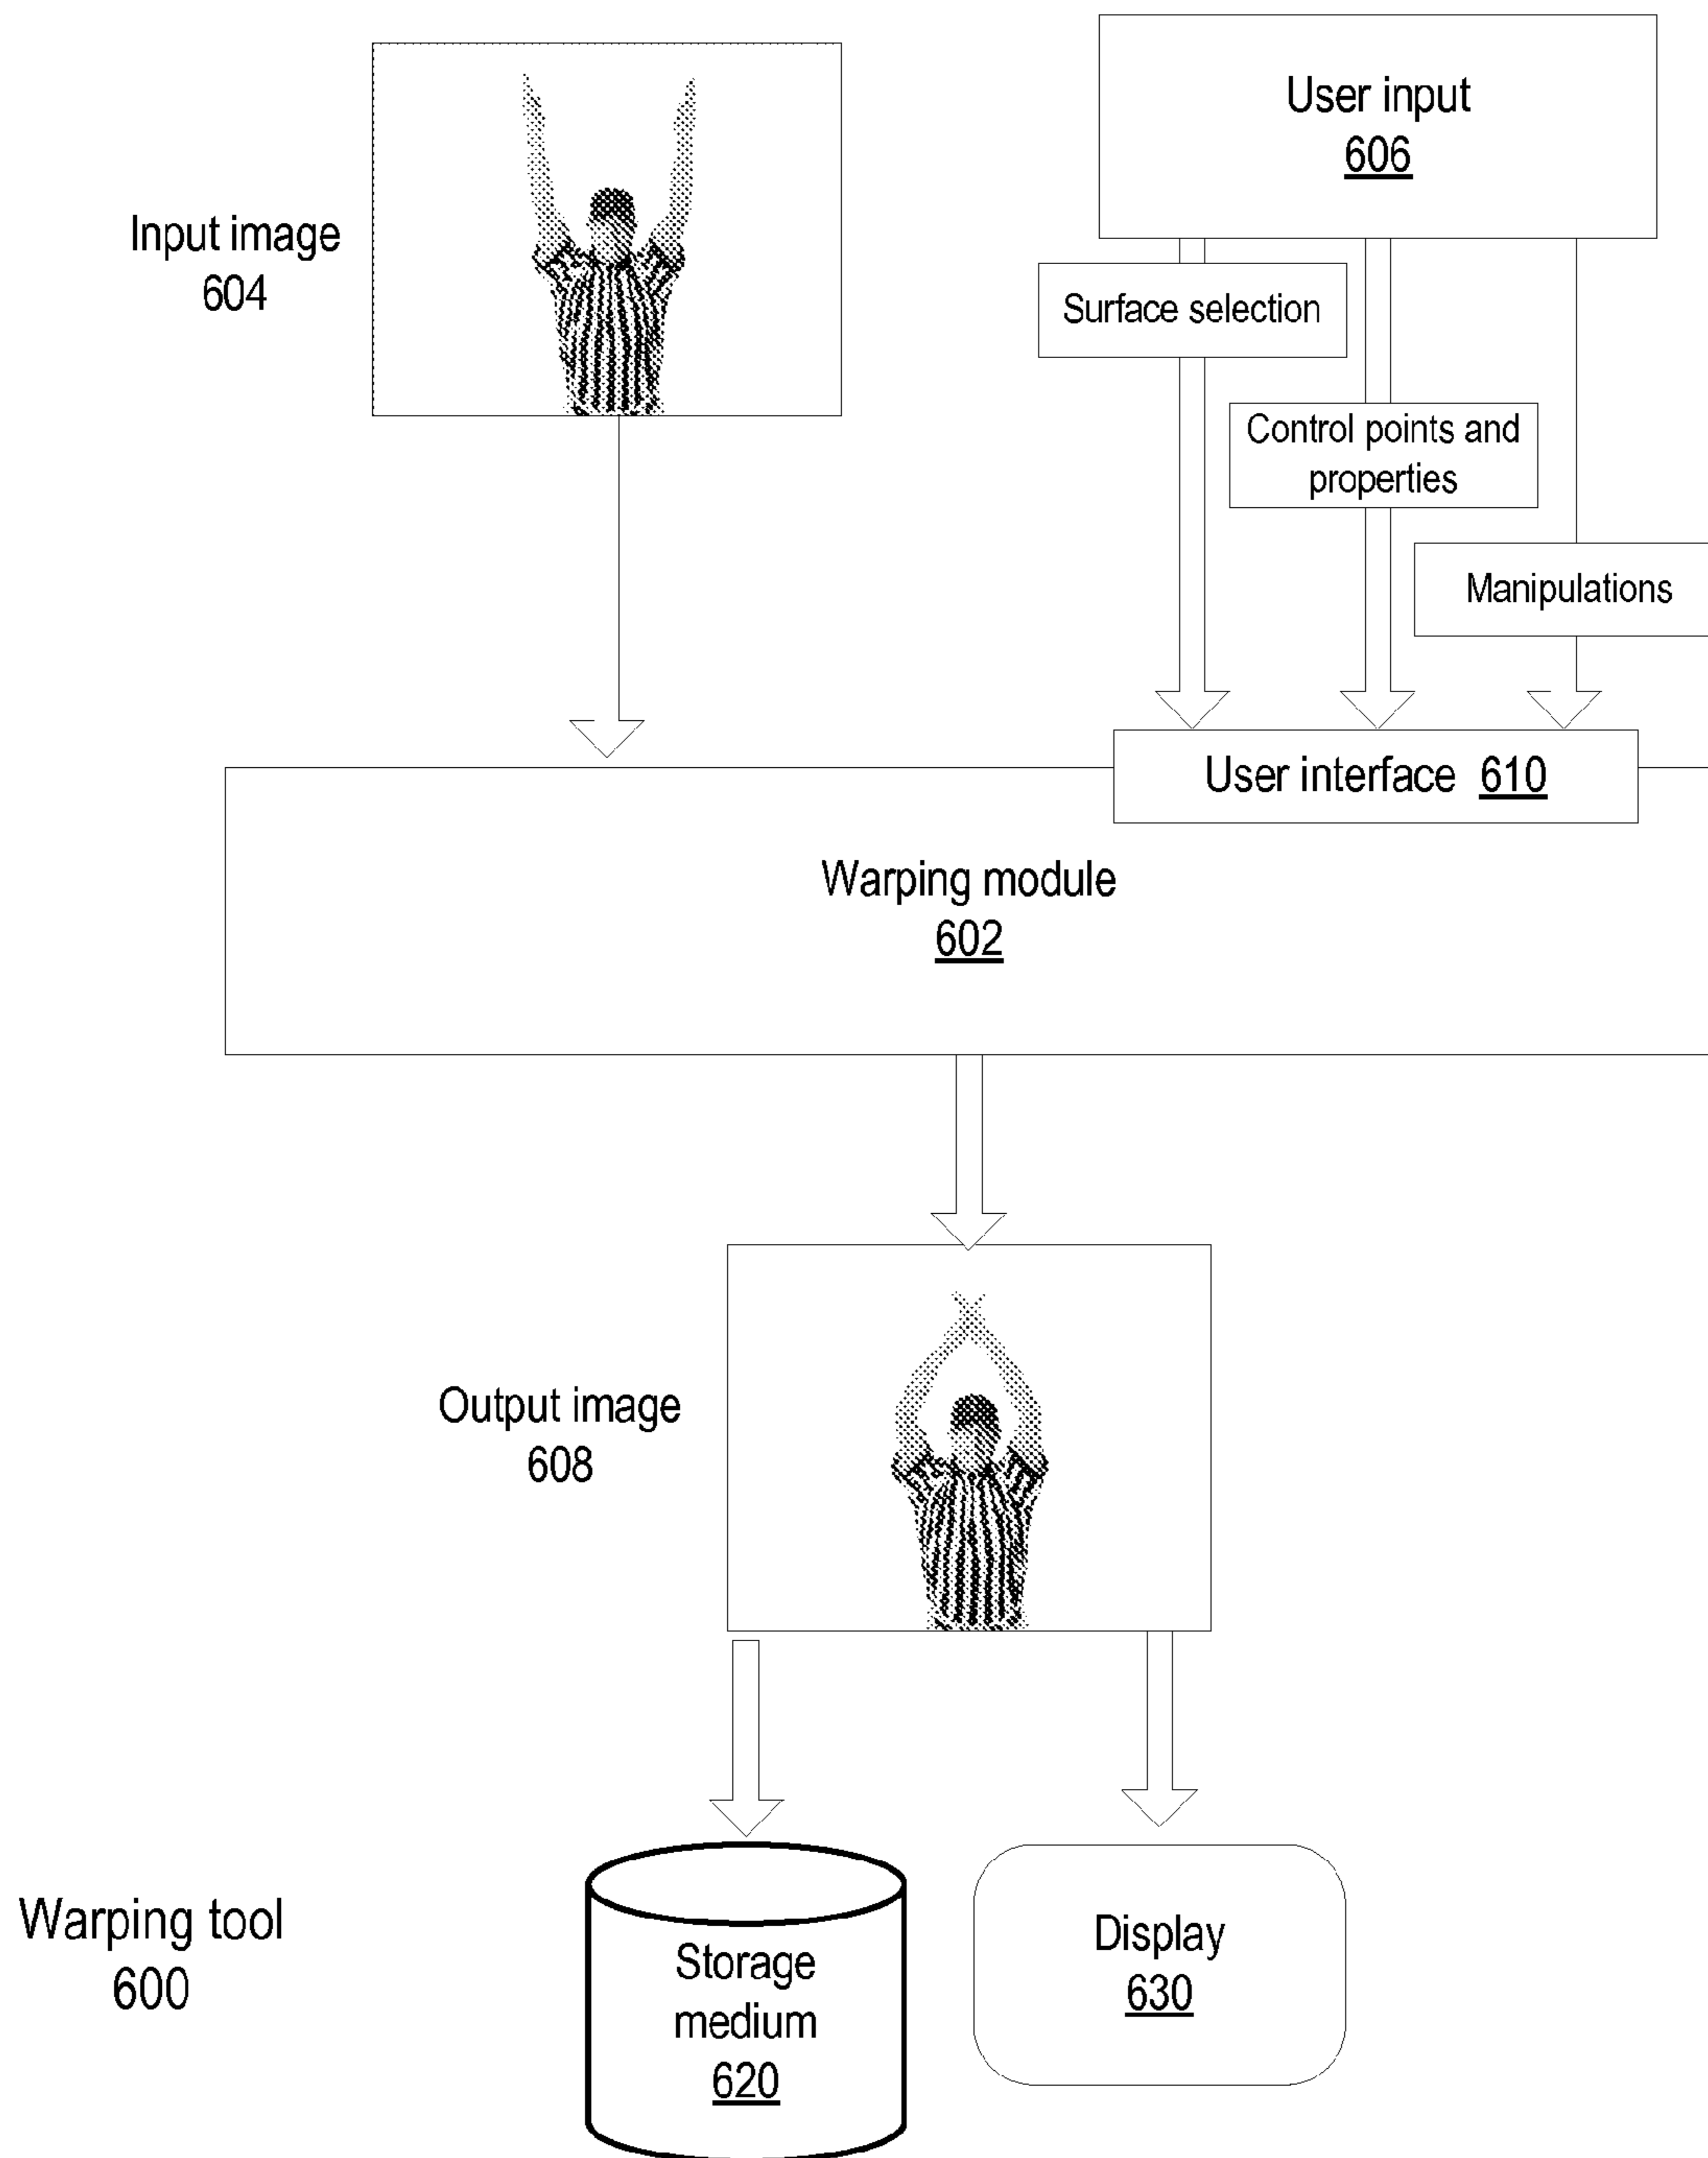 User input
606
Input image
604
Surface selection
Control points and
properties
Manipulations
User interface 610
Warping module
602
Output image
608
Warping tool
600
Storage
medium
620
Display
630